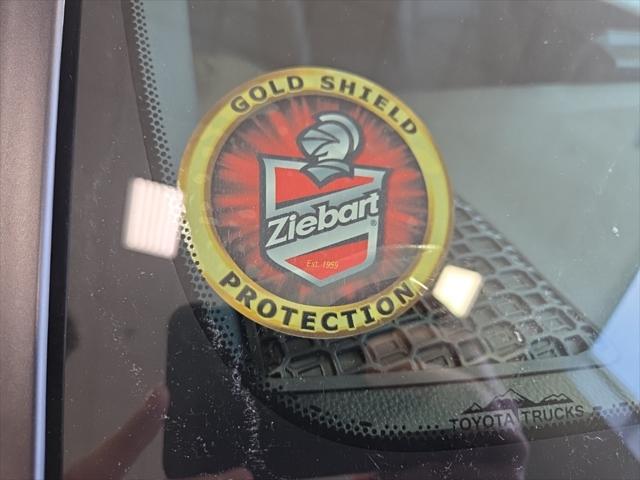 GOLD SHIELD
Ziebart®
Est. 1959
PROTECTION
TOYOTA TRUCKS